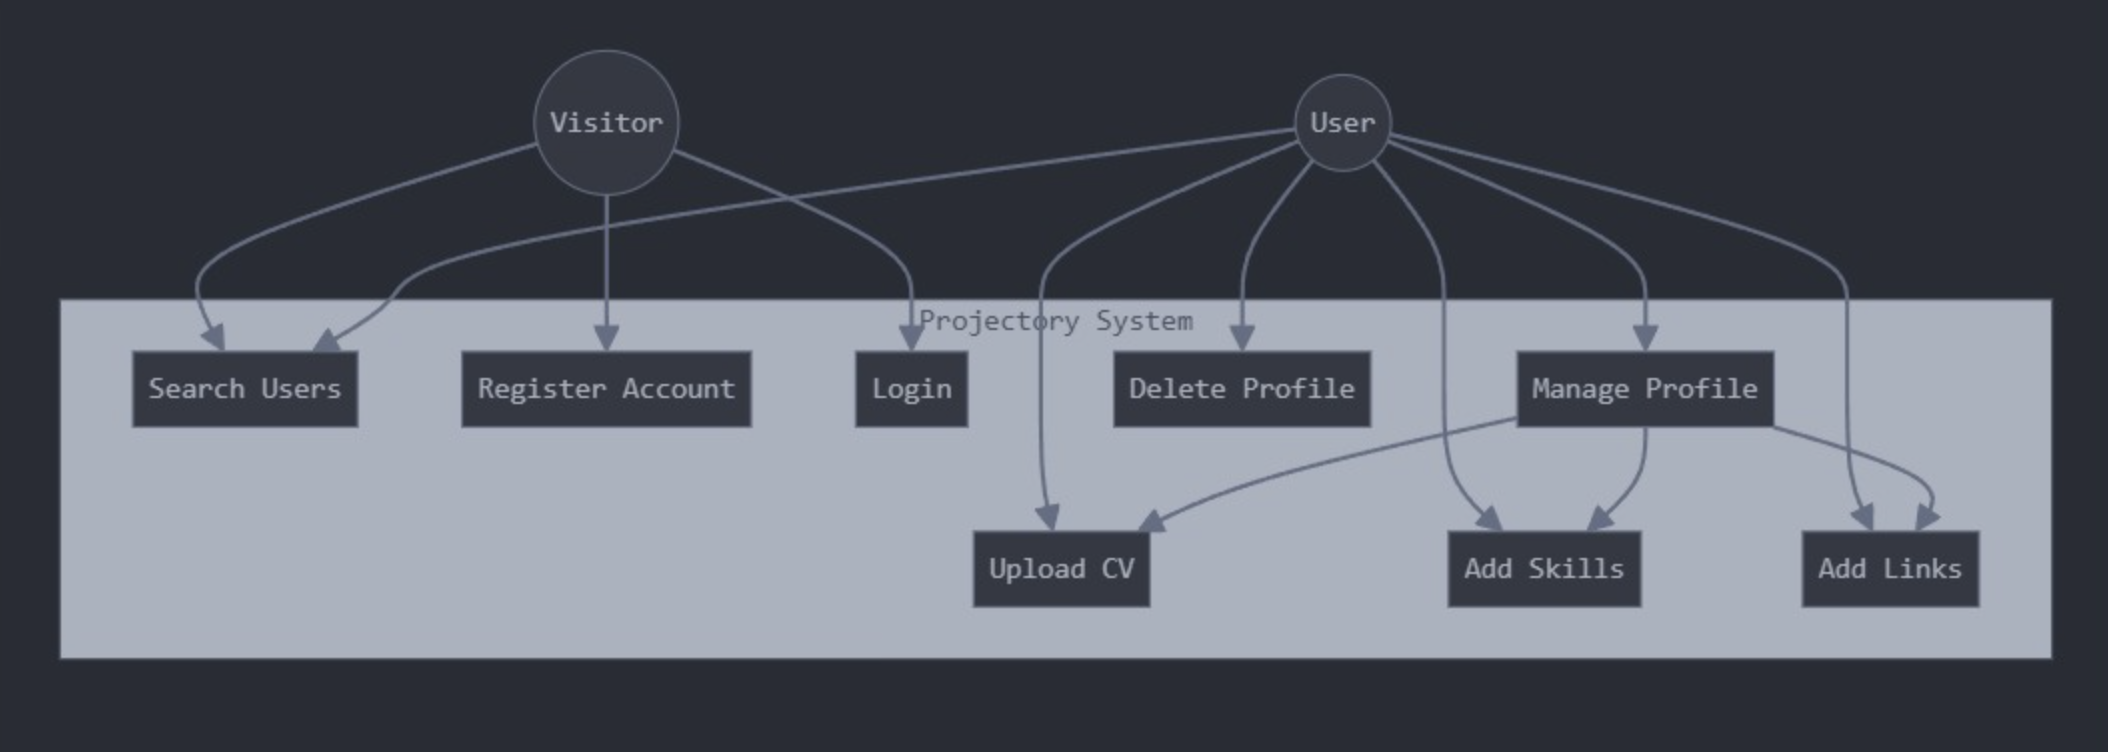 Visitor
User
Projectory System
Search Users
Register Account
Login
Delete Profile
Manage Profile
Upload CV
Add Skills
Add Links